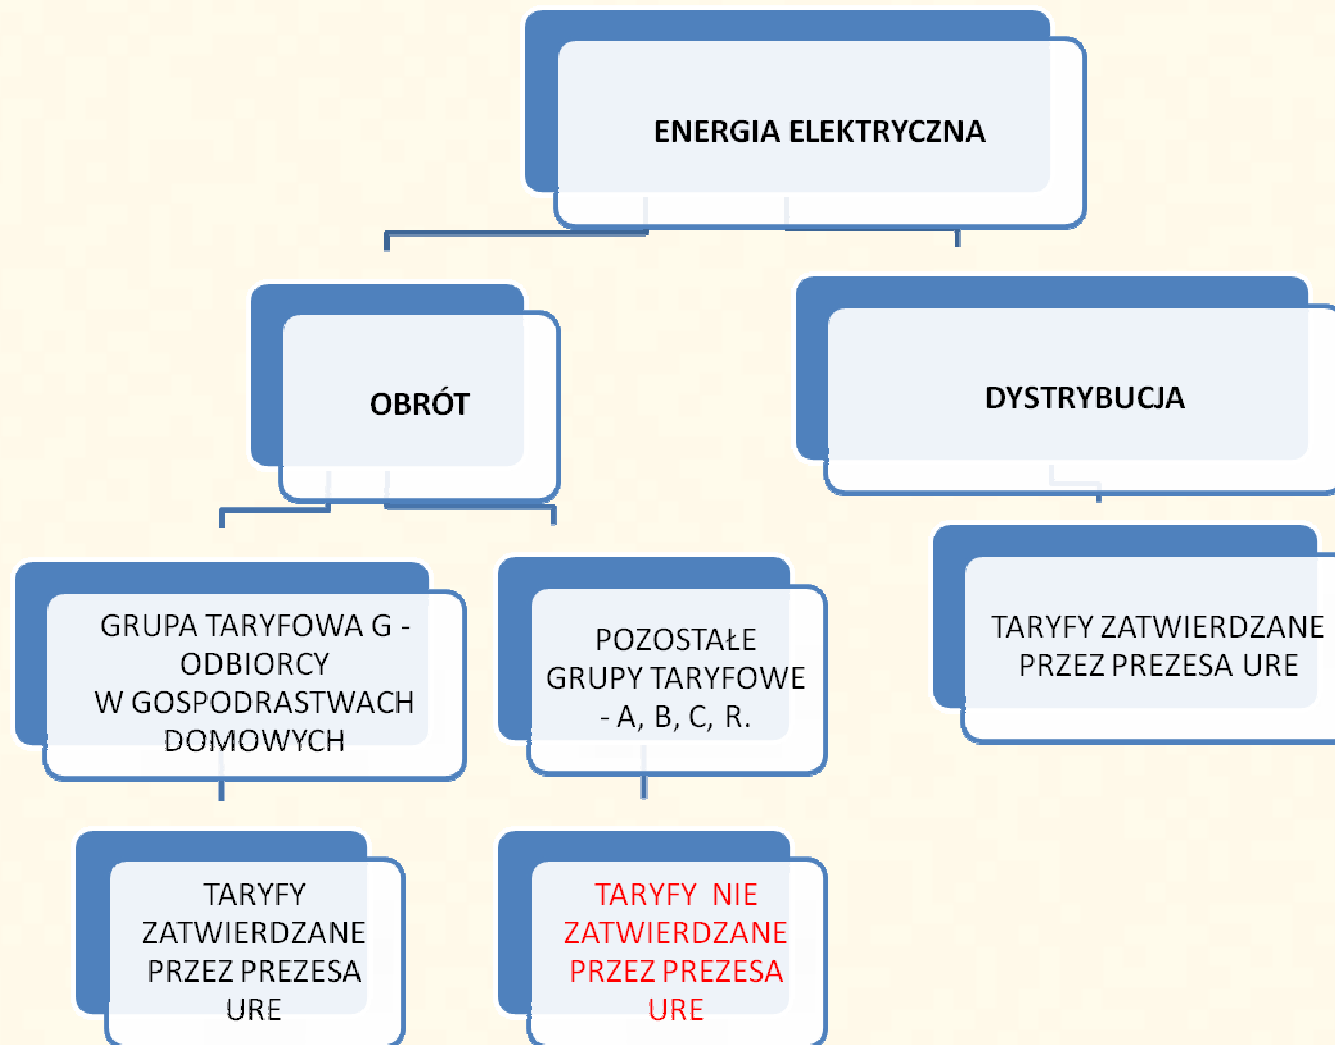 ENERGIA ELEKTRYCZNA
OBRÓT
DYSTRYBUCJA
GRUPA TARYFOWA G -
ODBIORCY
W GOSPODRASTWACH
DOMOWYCH
POZOSTAŁE
GRUPY TARYFOWE
- A, B, C, R.
TARYFY ZATWIERDZANE
PRZEZ PREZESA URE
TARYFY
ZATWIERDZANE
PRZEZ PREZESA
URE
TARYFY NIE
ZATWIERDZANE
PRZEZ PREZESA
URE